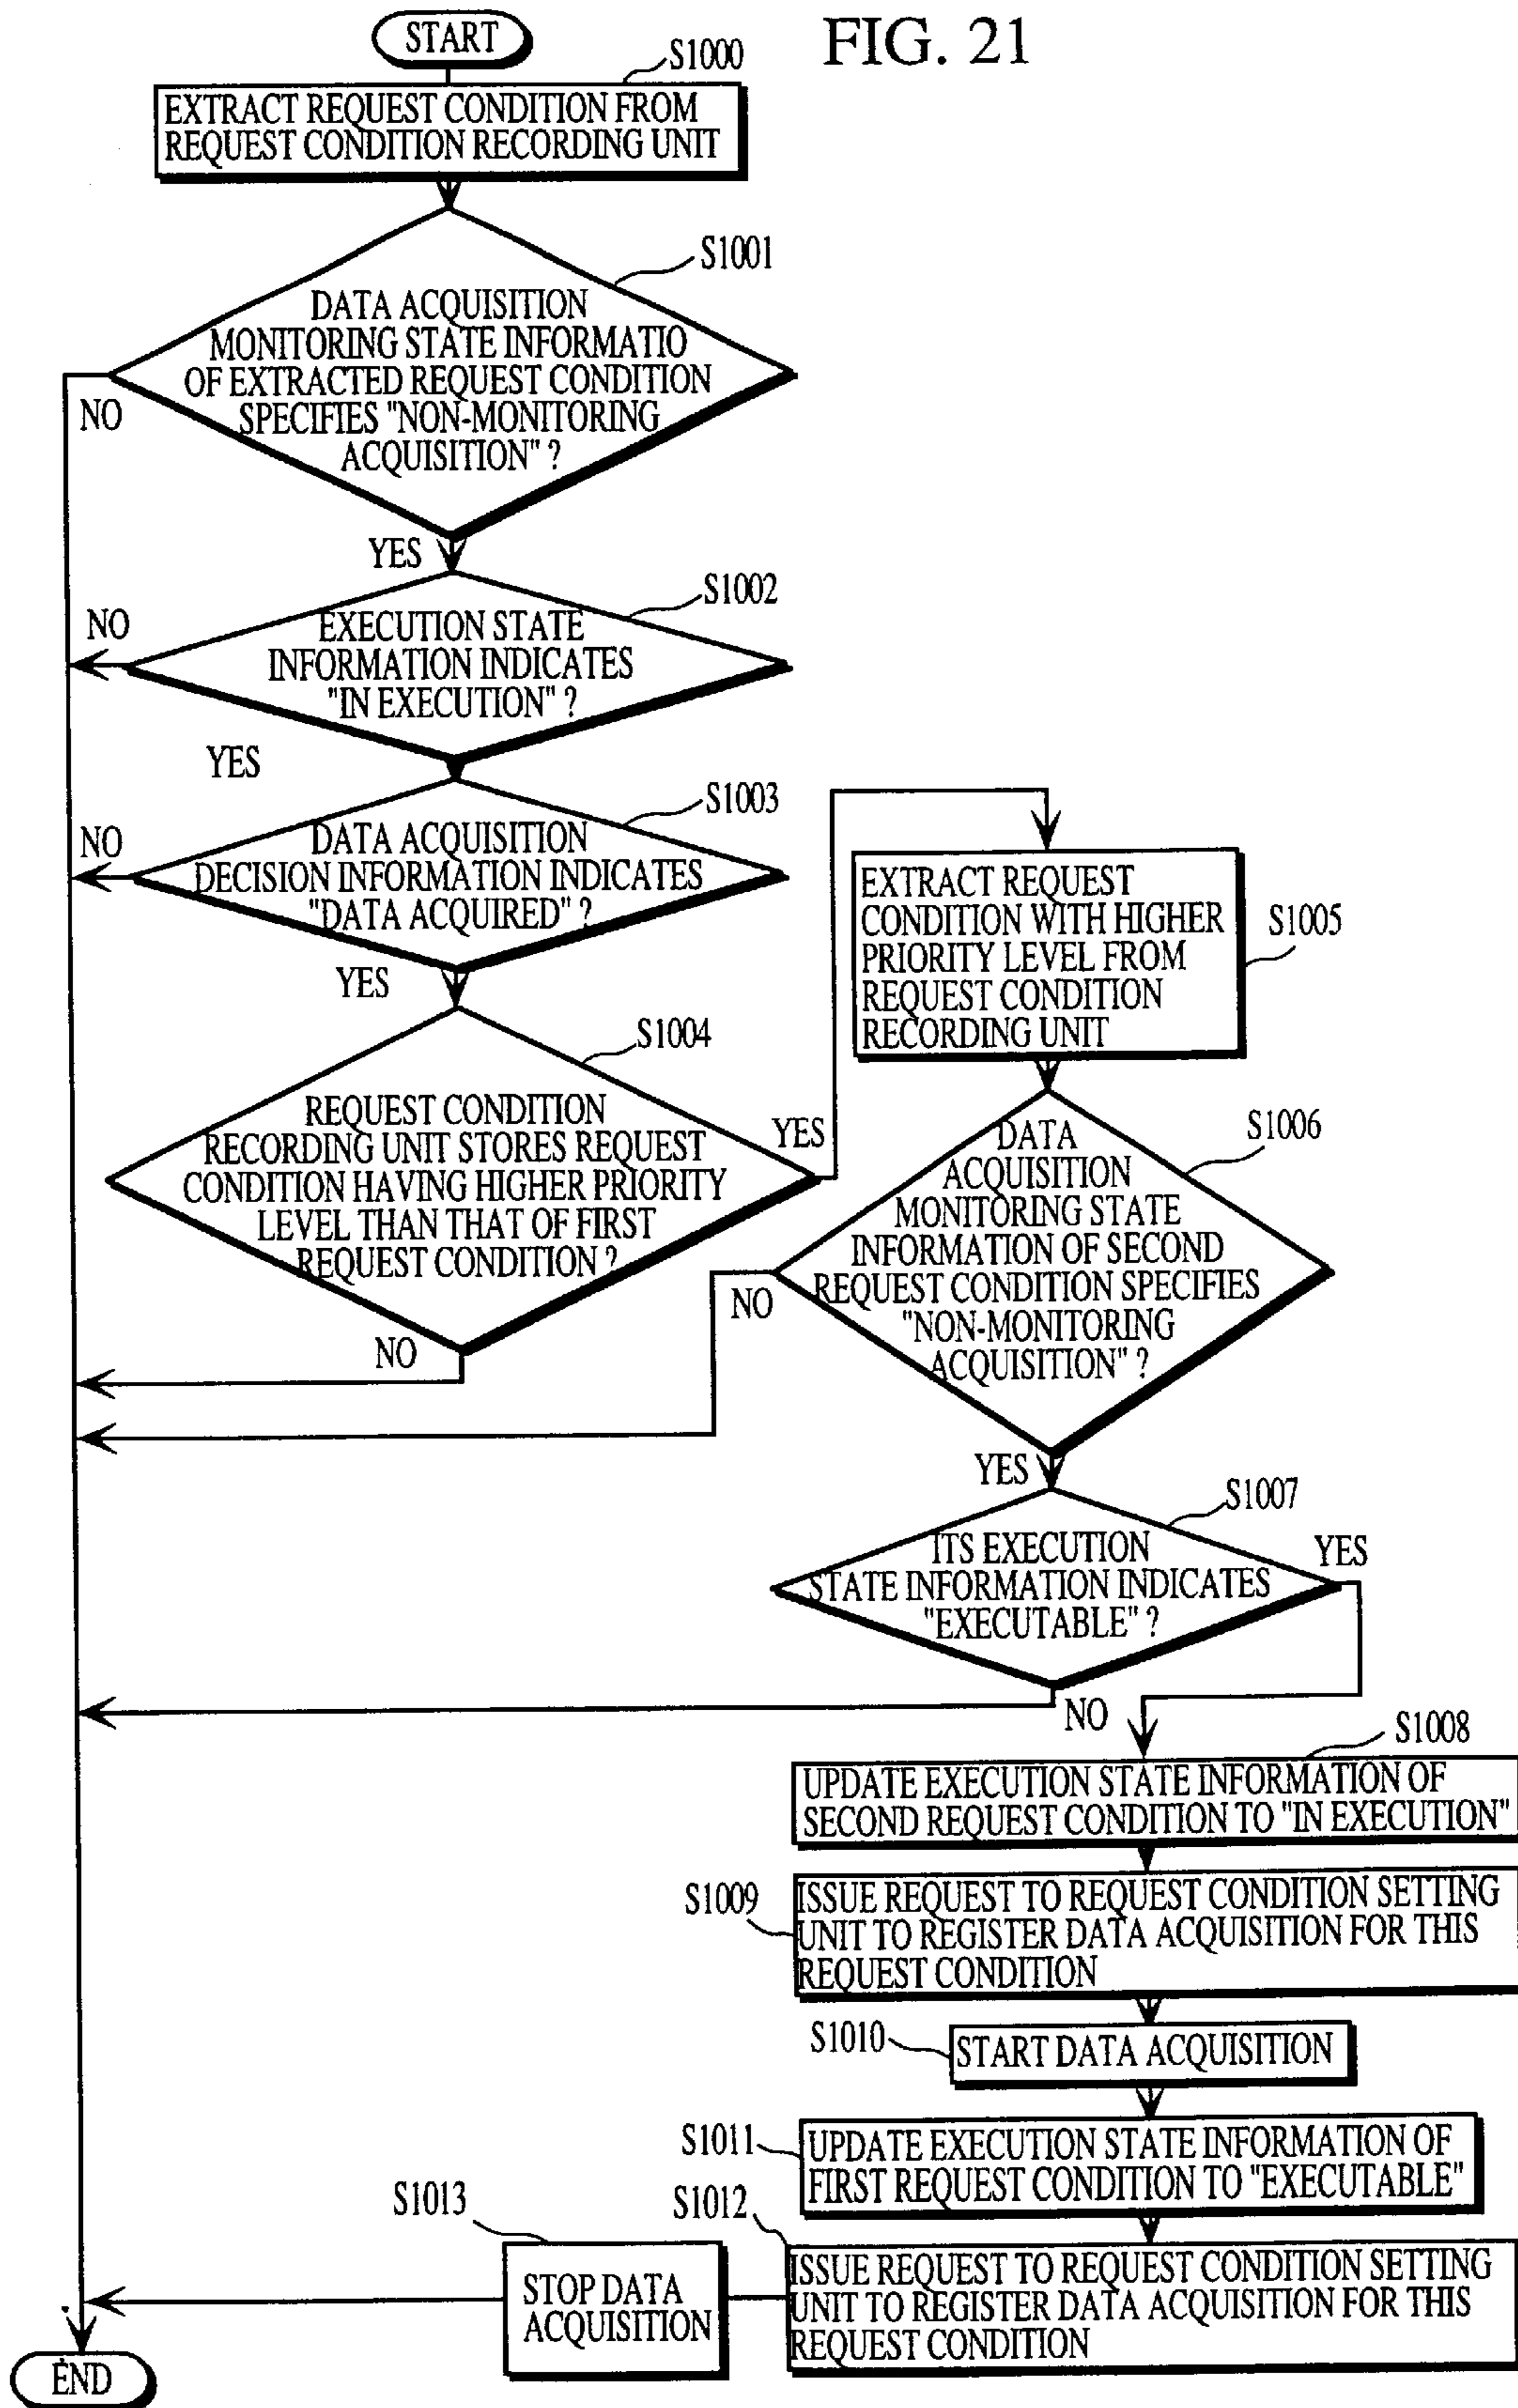 FIG. 21
START
S1000
EXTRACT REQUEST CONDITION FROM
REQUEST CONDITION RECORDING UNIT
S1001
DATA ACQUISITION
MONITORING STATE INFORMATIO
OF EXTRACTED REQUEST CONDITION
SPECIFIES "NON-MONITORING
ACQUISITION" ?
NO
YES
S1002
EXECUTION STATE
INFORMATION INDICATES
"IN EXECUTION" ?
NO
YES
S1003
DATA ACQUISITION
DECISION INFORMATION INDICATES
"DATA ACQUIRED" ?
NO
YES
S1004
REQUEST CONDITION
RECORDING UNIT STORES REQUEST
CONDITION HAVING HIGHER PRIORITY
LEVEL THAN THAT OF FIRST
REQUEST CONDITION ?
YES
NO
EXTRACT REQUEST
CONDITION WITH HIGHER
PRIORITY LEVEL FROM
REQUEST CONDITION
RECORDING UNIT
S1005
S1006
DATA
ACQUISITION
MONITORING STATE
INFORMATION OF SECOND
REQUEST CONDITION SPECIFIES
"NON-MONITORING
ACQUISITION" ?
NO
YES
S1007
ITS EXECUTION
STATE INFORMATION INDICATES
"EXECUTABLE" ?
YES
NO
S1008
UPDATE EXECUTION STATE INFORMATION OF
SECOND REQUEST CONDITION TO "IN EXECUTION"
S1009
ISSUE REQUEST TO REQUEST CONDITION SETTING
UNIT TO REGISTER DATA ACQUISITION FOR THIS
REQUEST CONDITION
S1010
START DATA ACQUISITION
S1011
UPDATE EXECUTION STATE INFORMATION OF
FIRST REQUEST CONDITION TO "EXECUTABLE"
S1012
ISSUE REQUEST TO REQUEST CONDITION SETTING
UNIT TO REGISTER DATA ACQUISITION FOR THIS
REQUEST CONDITION
S1013
STOP DATA
ACQUISITION
END